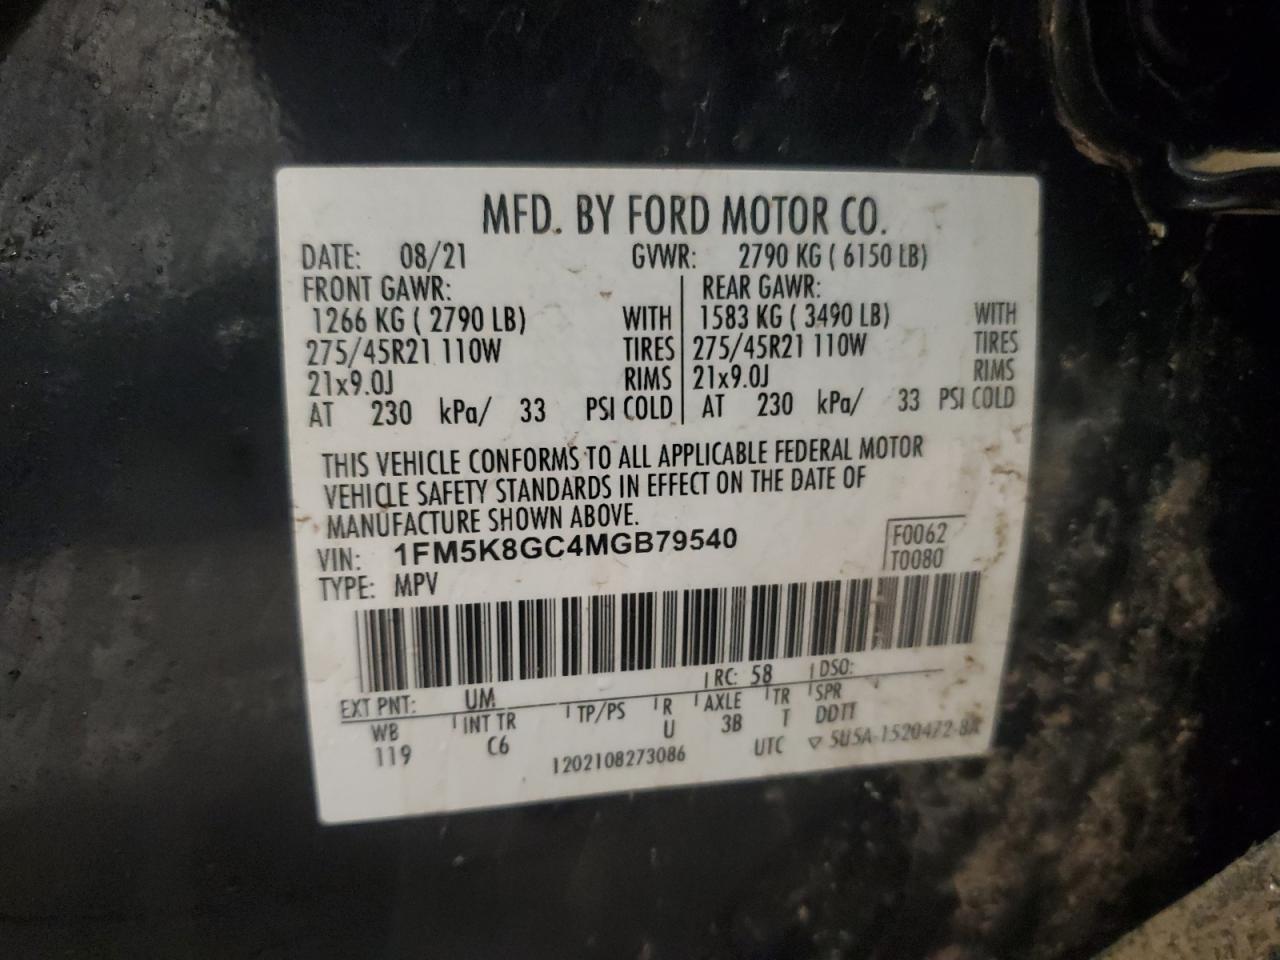 MFD. BY FORD MOTOR CO.
DATE: 08/21 GVWR: 2790 KG ( 6150 LB)
FRONT GAWR: REAR GAWR:
1266 KG ( 2790 LB) WITH 1583 KG ( 3490 LB) WITH
275/45R21 110W TIRES 275/45R21 110W TIRES
21x9.0J RIMS 21x9.0J RIMS
AT 230 kPa/ 33 PSI COLD AT 230 kPa/ 33 PSI COLD
THIS VEHICLE CONFORMS TO ALL APPLICABLE FEDERAL MOTOR
VEHICLE SAFETY STANDARDS IN EFFECT ON THE DATE OF
MANUFACTURE SHOWN ABOVE.
VIN: 1FM5K8GC4MGB79540 F0062
TYPE: MPV T0080
EXT PNT: UM RC: 58 DSO:
WB INT TR TP/PS R AXLE TR SPR
119 C6 U 3B T DDTT
1202108273086 UTC ▽ 5U5A-1520472-BA